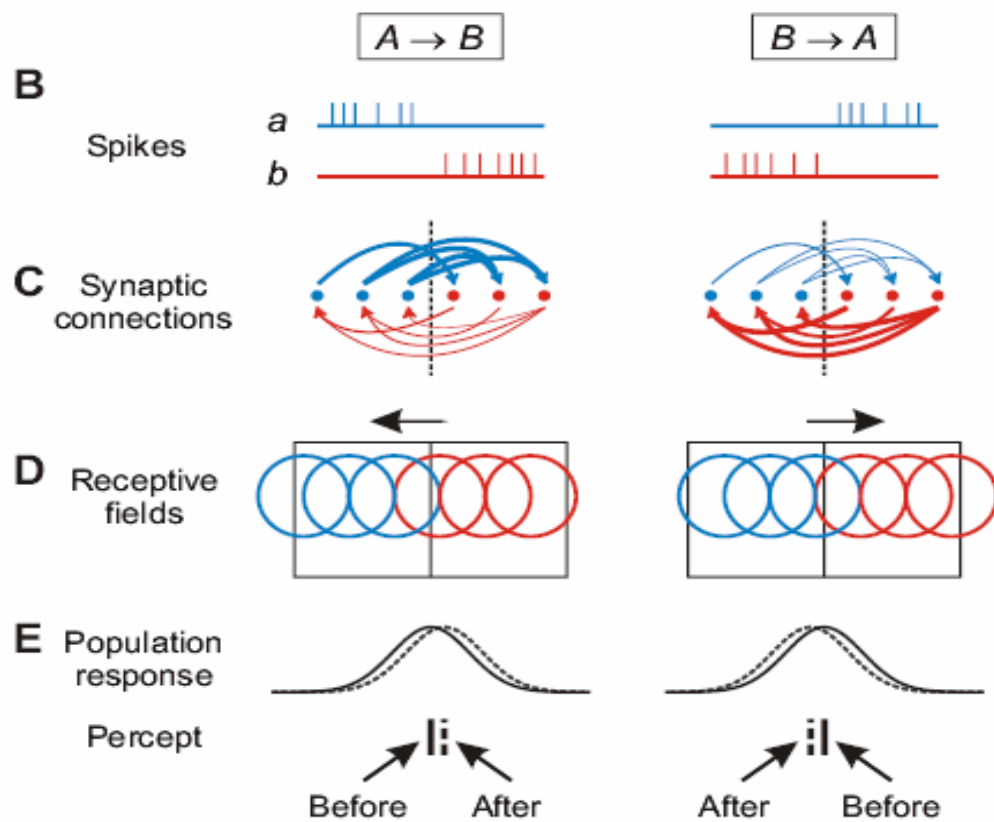 A → B
B → A
B
Spikes
a
b
C
Synaptic
connections
D
Receptive
fields
E
Population
response
Percept
Before
After
After
Before